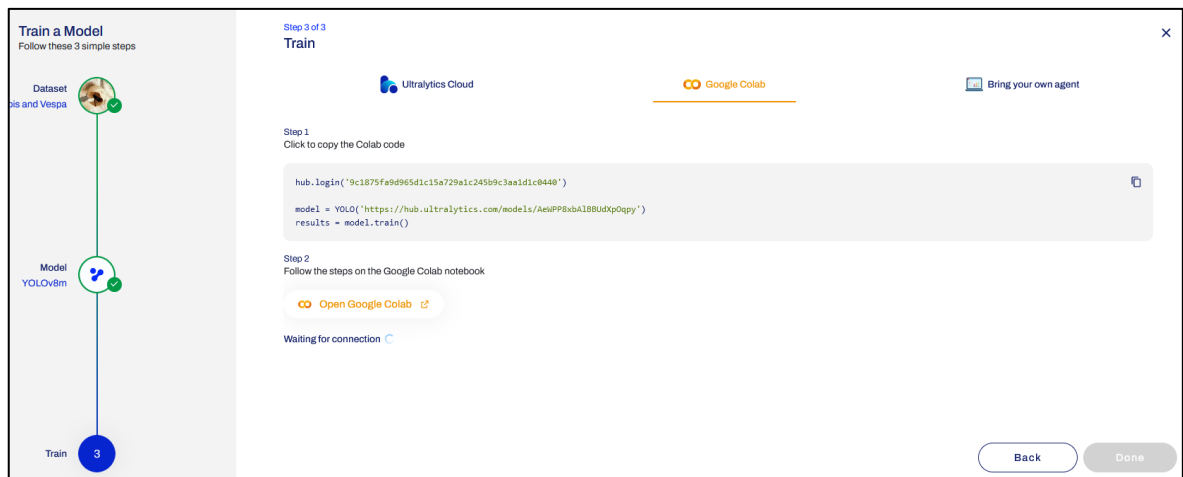 Train a Model
Follow these 3 simple steps
Dataset
ois and Vespa
Model
YOLOv8m
Train
3
Step 3 of 3
Train
Ultralytics Cloud
Google Colab
Bring your own agent
Step 1
Click to copy the Colab code
hub.login('9c1875fa9d965d1c15a729a1c245b9c3aa1d1c0440')
model = YOLO('https://hub.ultralytics.com/models/AeWPP8xbAl8BUdXpOqpy')
results = model.train()
Step 2
Follow the steps on the Google Colab notebook
Open Google Colab
Waiting for connection
Back
Done